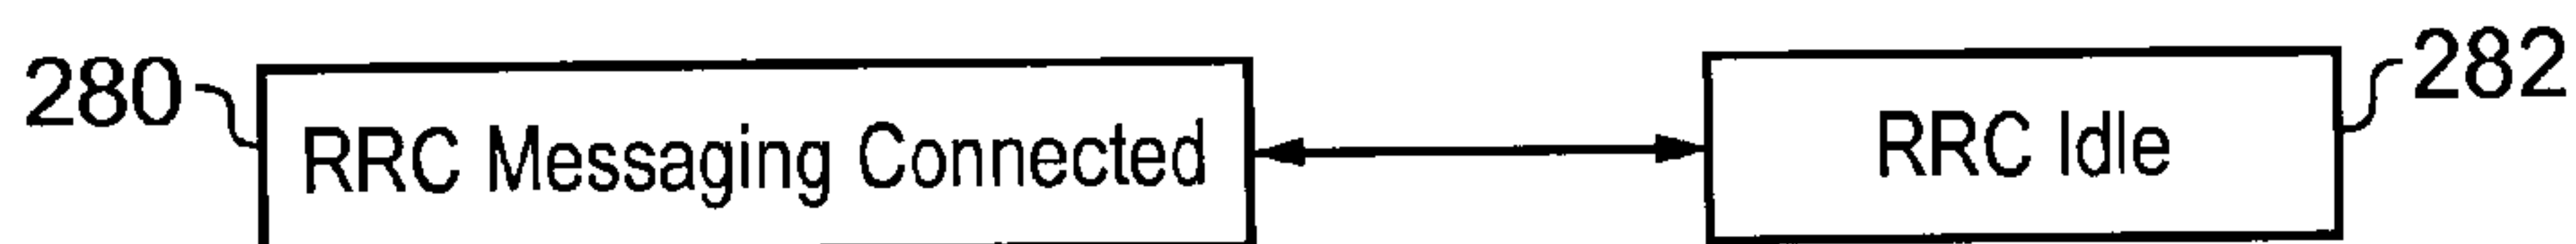 280 RRC Messaging Connected RRC Idle 282